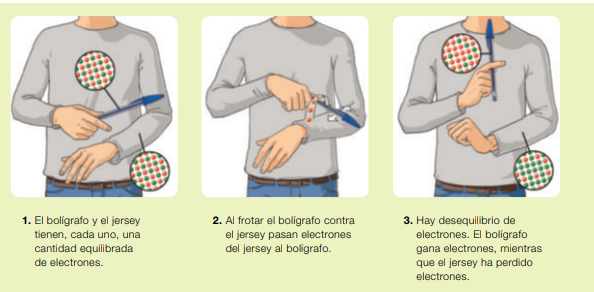 1. El bolígrafo y el jersey
tienen, cada uno, una
cantidad equilibrada
de electrones.
2. Al frotar el bolígrafo contra
el jersey pasan electrones
del jersey al bolígrafo.
3. Hay desequilibrio de
electrones. El bolígrafo
gana electrones, mientras
que el jersey ha perdido
electrones.